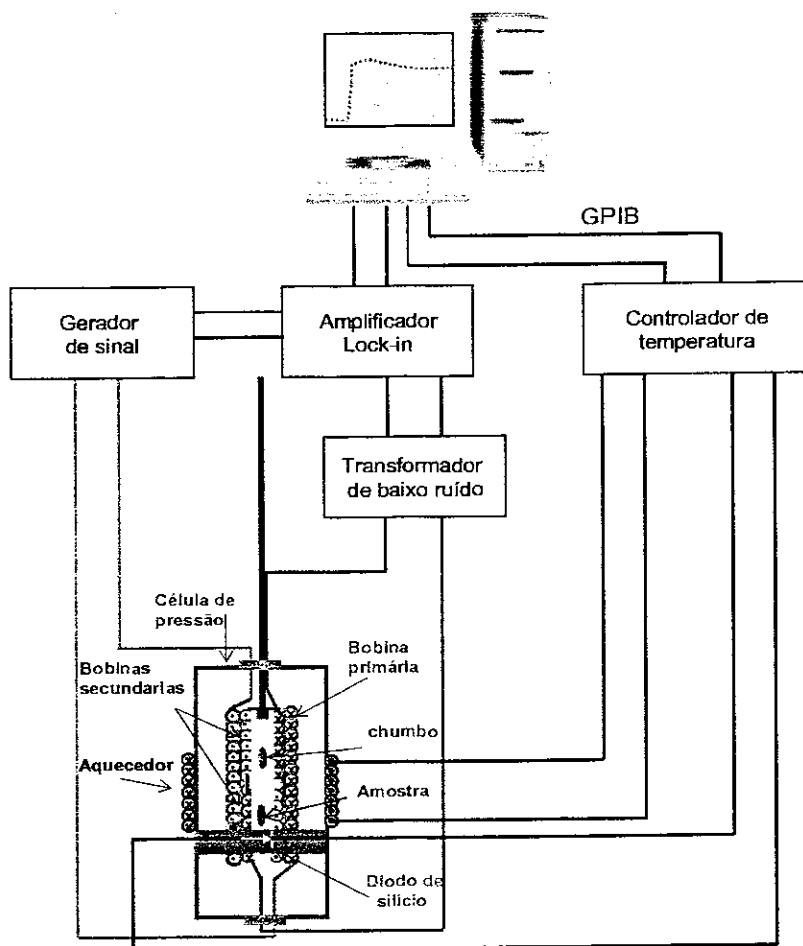 GPIB
Gerador
de sinal
Amplificador
Lock-in
Controlador de
temperatura
Transformador
de baixo ruído
Célula de
pressão
Bobinas
secundarias
Bobina
primária
chumbo
Aquecedor
Amostra
Diodo de
silício